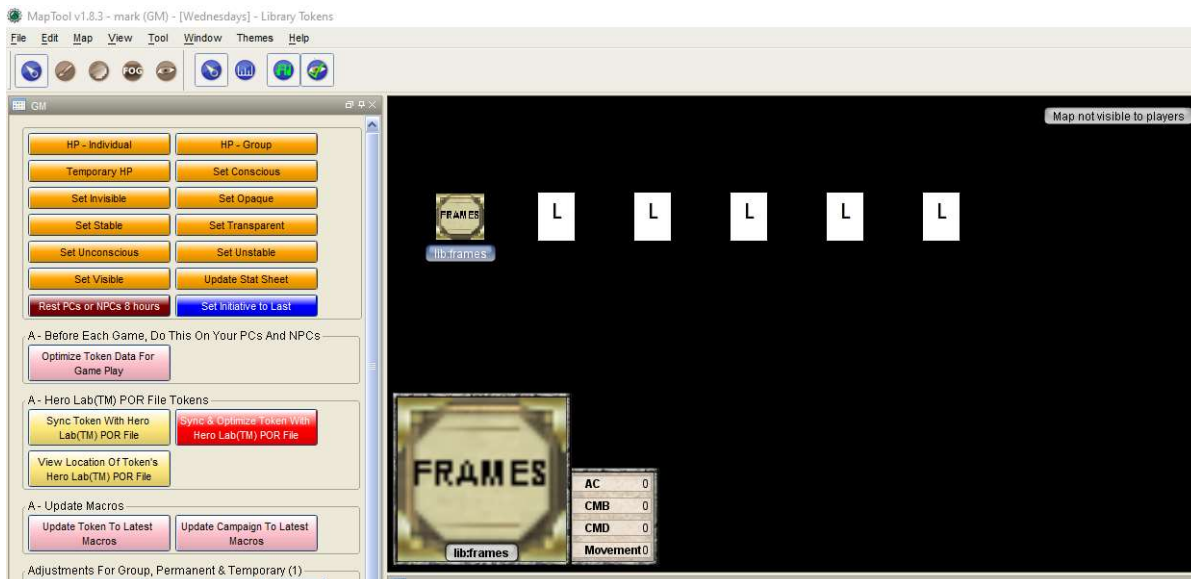 MapTool v1.8.3 - mark (GM) - [Wednesdays] - Library Tokens
File Edit Map View Tool Window Themes Help
FOG
GM
HP - Individual
HP - Group
Temporary HP
Set Conscious
Set Invisible
Set Opaque
Set Stable
Set Transparent
Set Unconscious
Set Unstable
Set Visible
Update Stat Sheet
Rest PCs or NPCs 8 hours
Set Initiative to Last
A - Before Each Game, Do This On Your PCs And NPCs
Optimize Token Data For
Game Play
A - Hero Lab(TM) POR File Tokens
Sync Token With Hero
Lab(TM) POR File
Sync & Optimize Token With
Hero Lab(TM) POR File
View Location Of Token's
Hero Lab(TM) POR File
A - Update Macros
Update Token To Latest
Macros
Update Campaign To Latest
Macros
Adjustments For Group, Permanent & Temporary (1)
Map not visible to players
FRAMES
L L L L L
lib:frames
FRAMES
lib:frames
AC 0
CMB 0
CMD 0
Movement 0